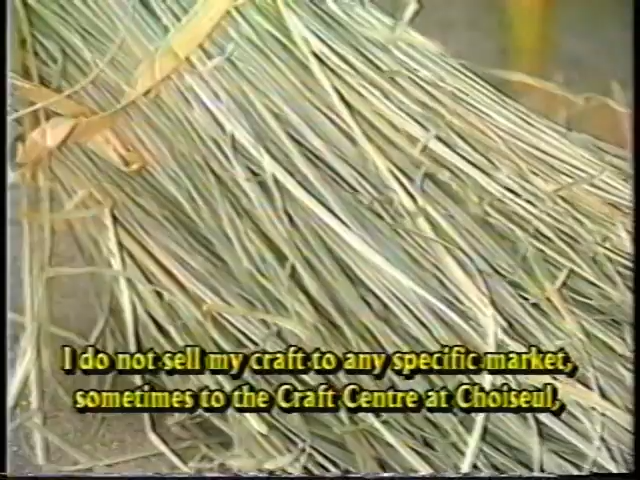 I do not sell my craft to any specific market,
sometimes to the Craft Centre at Choiseul,